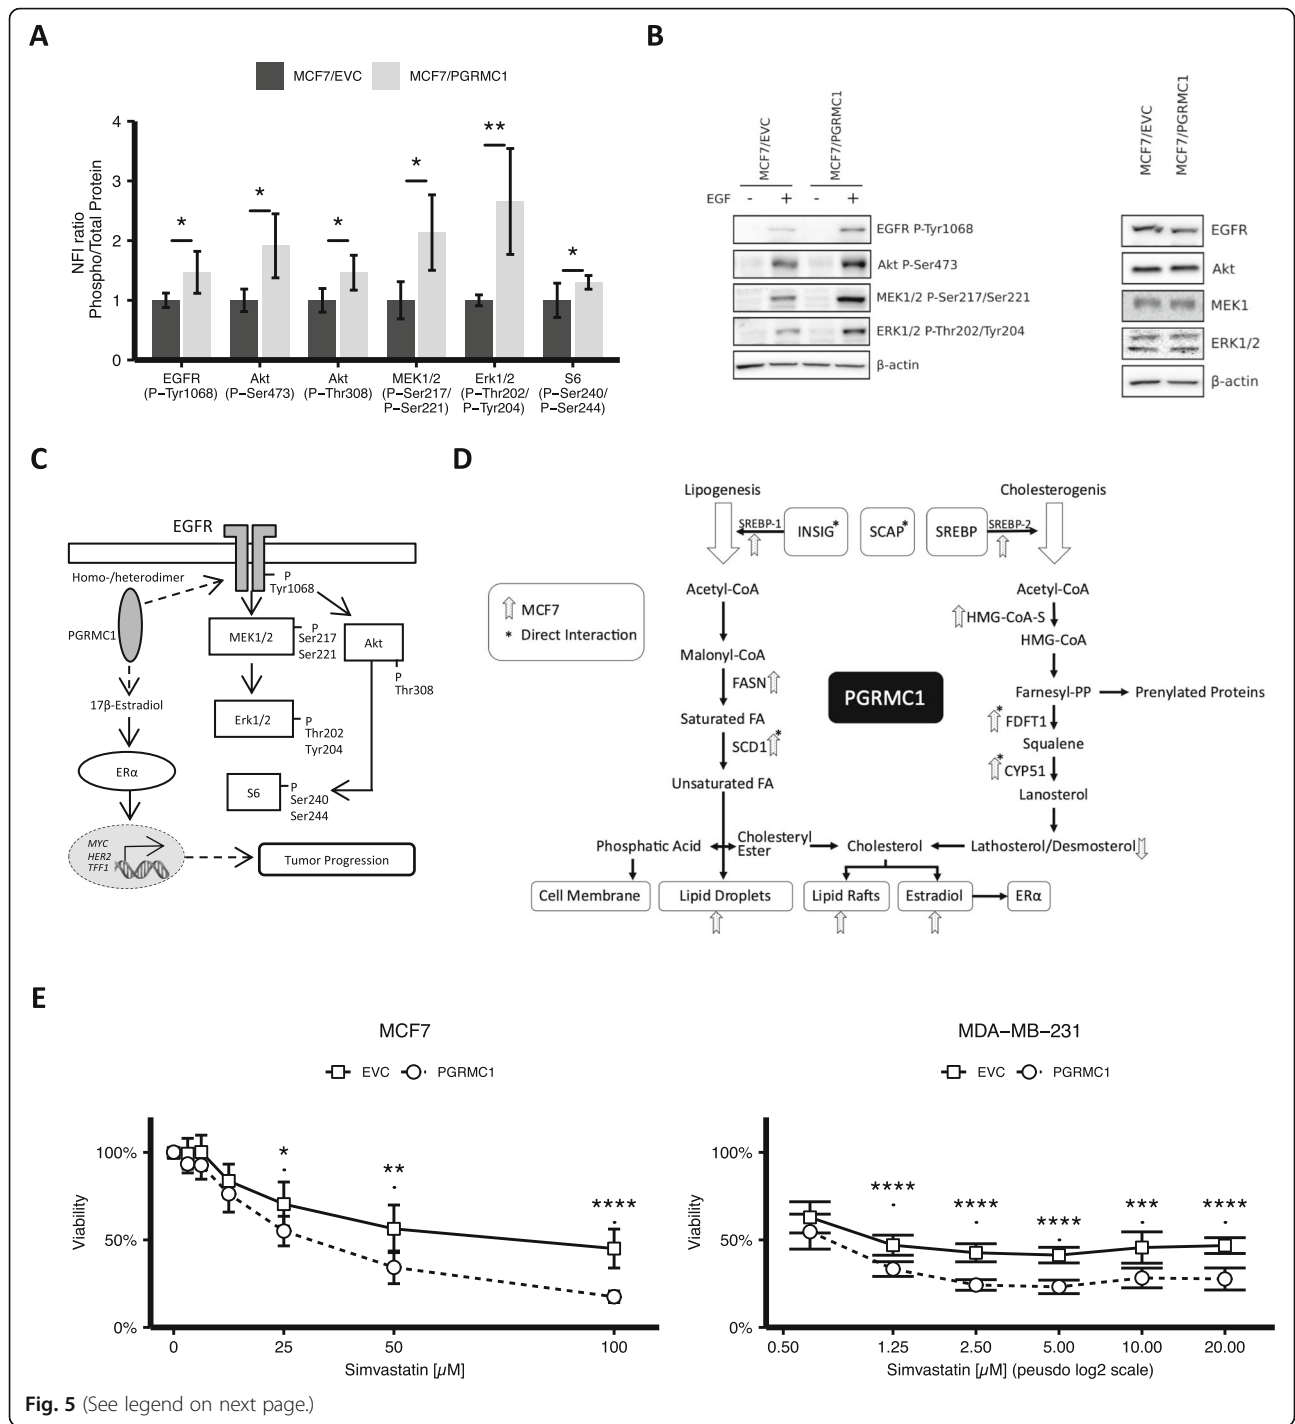 A
MCF7/EVC MCF7/PGRMC1
NFI ratio
Phospho/Total Protein
4
3
2
1
0
* * * * ** *
EGFR
(P−Tyr1068)
Akt
(P−Ser473)
Akt
(P−Thr308)
MEK1/2
(P−Ser217/
P−Ser221)
Erk1/2
(P−Thr202/
P−Tyr204)
S6
(P−Ser240/
P−Ser244)
B
MCF7/EVC
MCF7/PGRMC1
EGF - + - +
EGFR P-Tyr1068
Akt P-Ser473
MEK1/2 P-Ser217/Ser221
ERK1/2 P-Thr202/Tyr204
β-actin
MCF7/EVC
MCF7/PGRMC1
EGFR
Akt
MEK1
ERK1/2
β-actin
C
EGFR
Homo-/heterodimer
P
Tyr1068
PGRMC1
MEK1/2
P
Ser217
Ser221
Akt
P
Thr308
17β-Estradiol
Erk1/2
P
Thr202
Tyr204
ERα
S6
P
Ser240
Ser244
MYC
HER2
TFF1
Tumor Progression
D
Lipogenesis
Cholesterogenis
SREBP-1
INSIG*
SCAP*
SREBP
SREBP-2
MCF7
* Direct Interaction
Acetyl-CoA
Malonyl-CoA
FASN
Saturated FA
SCD1*
Unsaturated FA
PGRMC1
Acetyl-CoA
HMG-CoA-S
HMG-CoA
Farnesyl-PP
Prenylated Proteins
* FDFT1
Squalene
* CYP51
Lanosterol
Phosphatic Acid
Cholesteryl
Ester
Cholesterol
Lathosterol/Desmosterol
Cell Membrane
Lipid Droplets
Lipid Rafts
Estradiol
ERα
E
MCF7
EVC PGRMC1
Viability
100%
50%
0%
* ** ****
0 25 50 100
Simvastatin [µM]
MDA−MB−231
EVC PGRMC1
Viability
100%
50%
0%
**** **** **** *** ****
0.50 1.25 2.50 5.00 10.00 20.00
Simvastatin [µM] (peusdo log2 scale)
Fig. 5 (See legend on next page.)